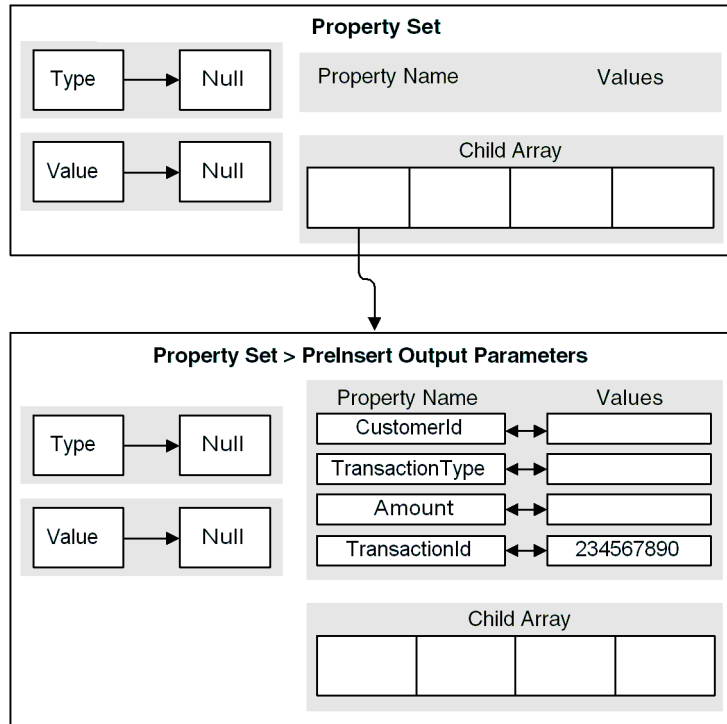 Property Set
Type Null
Property Name Values
Value Null
Child Array
Property Set > PreInsert Output Parameters
Property Name Values
CustomerId
Type Null
TransactionType
Amount
Value Null
TransactionId 234567890
Child Array